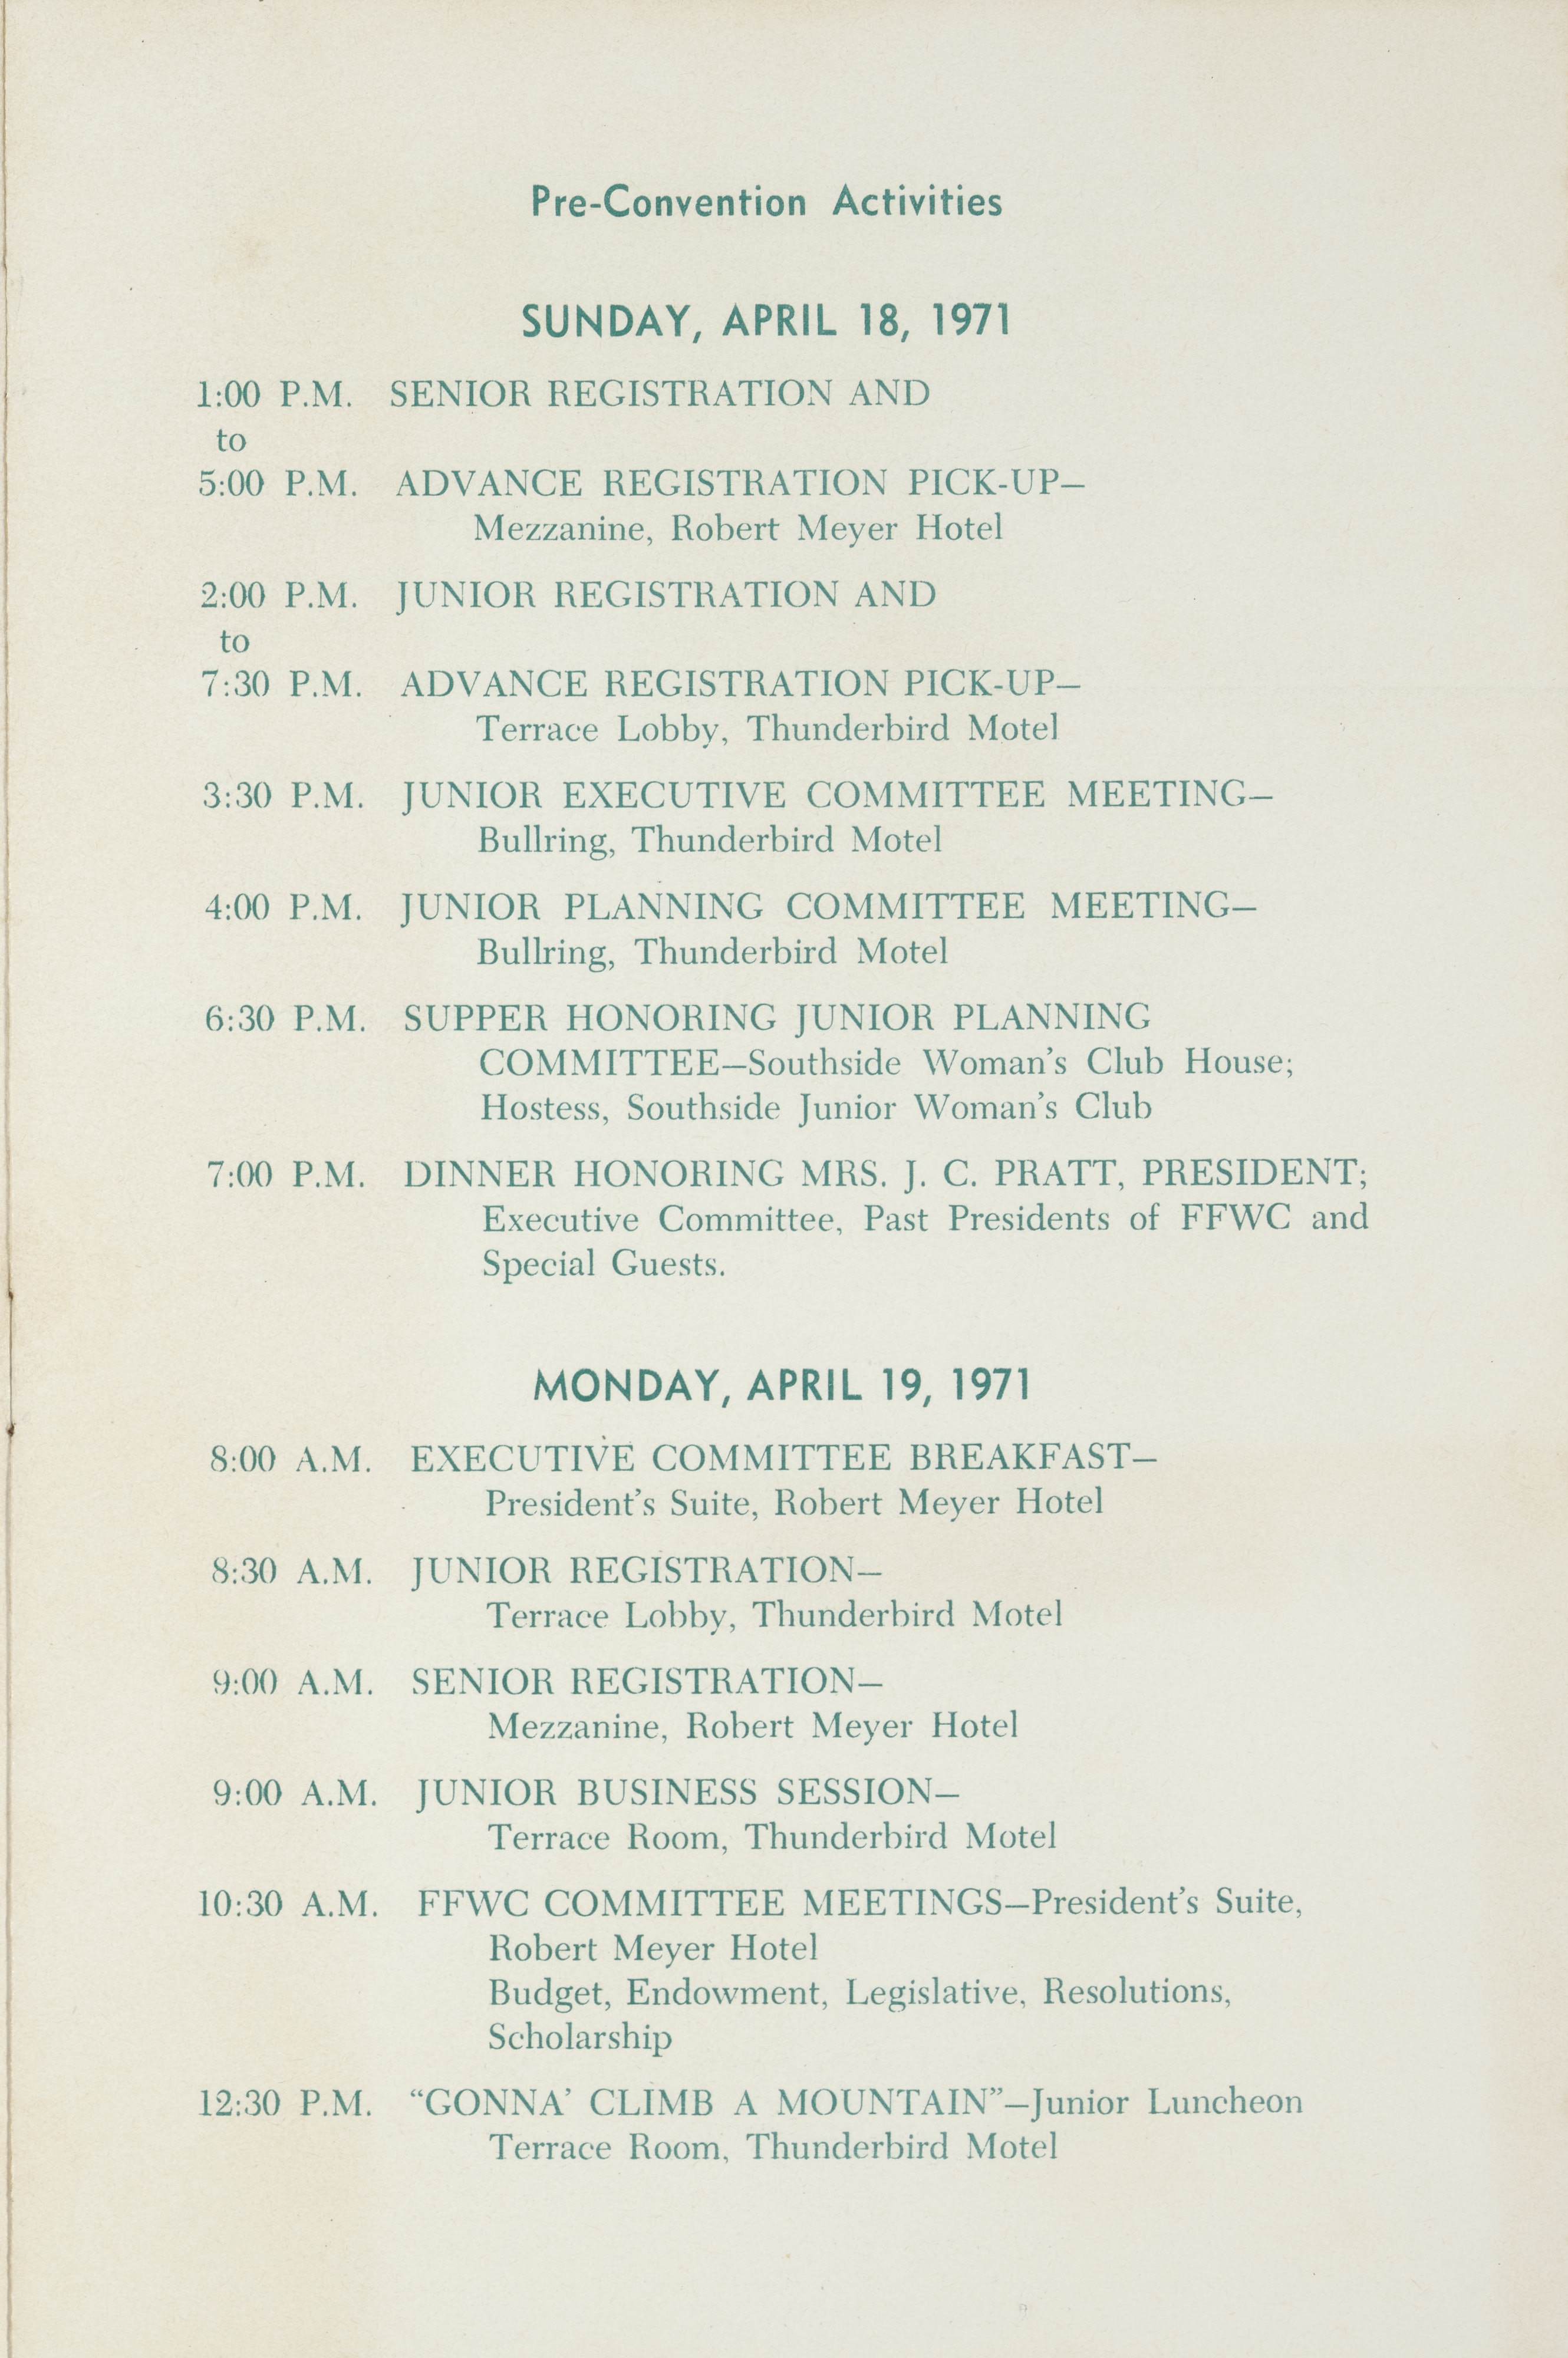 Pre-Convention Activities
SUNDAY, APRIL 18, 1971
1:00 P.M. SENIOR REGISTRATION AND
to
5:00 P.M. ADVANCE REGISTRATION PICK-UP—
Mezzanine, Robert Meyer Hotel
2:00 P.M. JUNIOR REGISTRATION AND
to
7:30 P.M. ADVANCE REGISTRATION PICK-UP—
Terrace Lobby, Thunderbird Motel
3:30 P.M. JUNIOR EXECUTIVE COMMITTEE MEETING—
Bullring, Thunderbird Motel
4:00 P.M. JUNIOR PLANNING COMMITTEE MEETING—
Bullring, Thunderbird Motel
6:30 P.M. SUPPER HONORING JUNIOR PLANNING
COMMITTEE—Southside Woman's Club House;
Hostess, Southside Junior Woman's Club
7:00 P.M. DINNER HONORING MRS. J. C. PRATT, PRESIDENT;
Executive Committee, Past Presidents of FFWC and
Special Guests.
MONDAY, APRIL 19, 1971
8:00 A.M. EXECUTIVE COMMITTEE BREAKFAST—
President's Suite, Robert Meyer Hotel
8:30 A.M. JUNIOR REGISTRATION—
Terrace Lobby, Thunderbird Motel
9:00 A.M. SENIOR REGISTRATION—
Mezzanine, Robert Meyer Hotel
9:00 A.M. JUNIOR BUSINESS SESSION—
Terrace Room, Thunderbird Motel
10:30 A.M. FFWC COMMITTEE MEETINGS—President's Suite,
Robert Meyer Hotel
Budget, Endowment, Legislative, Resolutions,
Scholarship
12:30 P.M. “GONNA' CLIMB A MOUNTAIN”—Junior Luncheon
Terrace Room, Thunderbird Motel